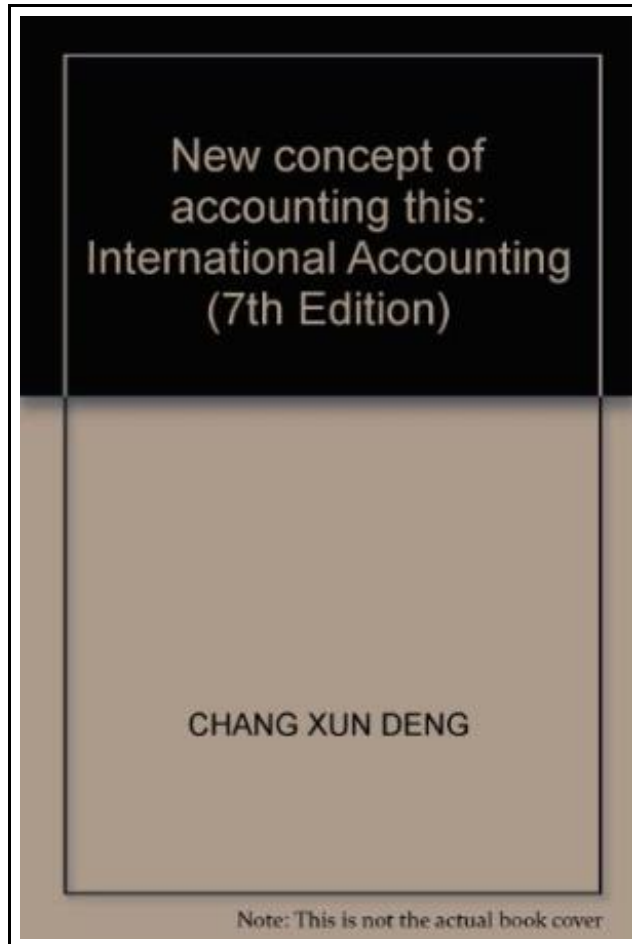 New concept of
accounting this:
International Accounting
(7th Edition)
CHANG XUN DENG
Note: This is not the actual book cover